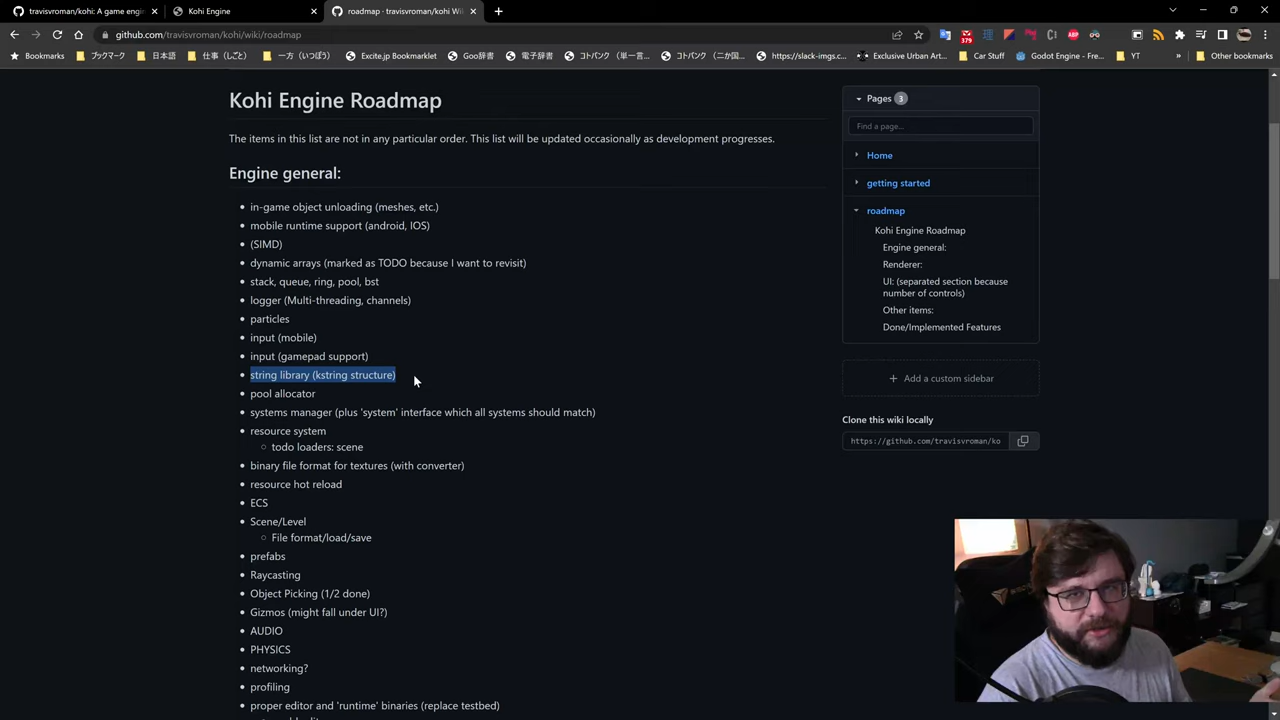 travisvroman/kohi: A game engin
Kohi Engine
roadmap · travisvroman/kohi Wi
github.com/travisvroman/kohi/wiki/roadmap
379
ABP
Bookmarks
ブックマーク
日本語
仕事（しごと）
一方（いっぽう）
Excite.jp Bookmarklet
Goo辞書
電子辞書
コトバンク（単一言...
コトバンク（二か国...
https://slack-imgs.c...
Exclusive Urban Art...
Car Stuff
Godot Engine - Fre...
YT
»
Other bookmarks
Kohi Engine Roadmap
The items in this list are not in any particular order. This list will be updated occasionally as development progresses.
Engine general:
in-game object unloading (meshes, etc.)
mobile runtime support (android, IOS)
(SIMD)
dynamic arrays (marked as TODO because I want to revisit)
stack, queue, ring, pool, bst
logger (Multi-threading, channels)
particles
input (mobile)
input (gamepad support)
string library (kstring structure)
pool allocator
systems manager (plus 'system' interface which all systems should match)
resource system
todo loaders: scene
binary file format for textures (with converter)
resource hot reload
ECS
Scene/Level
File format/load/save
prefabs
Raycasting
Object Picking (1/2 done)
Gizmos (might fall under UI?)
AUDIO
PHYSICS
networking?
profiling
proper editor and 'runtime' binaries (replace testbed)
Pages 3
Find a page...
Home
getting started
roadmap
Kohi Engine Roadmap
Engine general:
Renderer:
UI: (separated section because
number of controls)
Other items:
Done/Implemented Features
+ Add a custom sidebar
Clone this wiki locally
https://github.com/travisvroman/ko